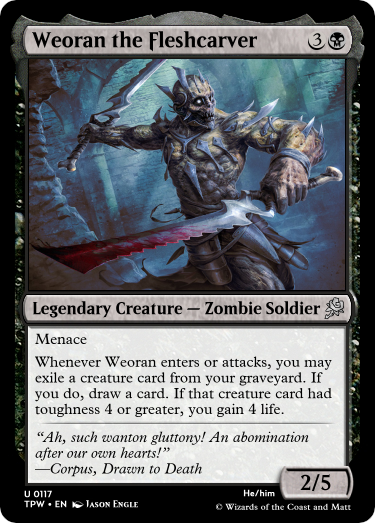 Weoran the Fleshcarver 3
Legendary Creature — Zombie Soldier
Menace
Whenever Weoran enters or attacks, you may
exile a creature card from your graveyard. If
you do, draw a card. If that creature card had
toughness 4 or greater, you gain 4 life.
“Ah, such wanton gluttony! An abomination
after our own hearts!”
—Corpus, Drawn to Death
2/5
U 0117 He/him
TPW • EN JASON ENGLE © Wizards of the Coast and Matt